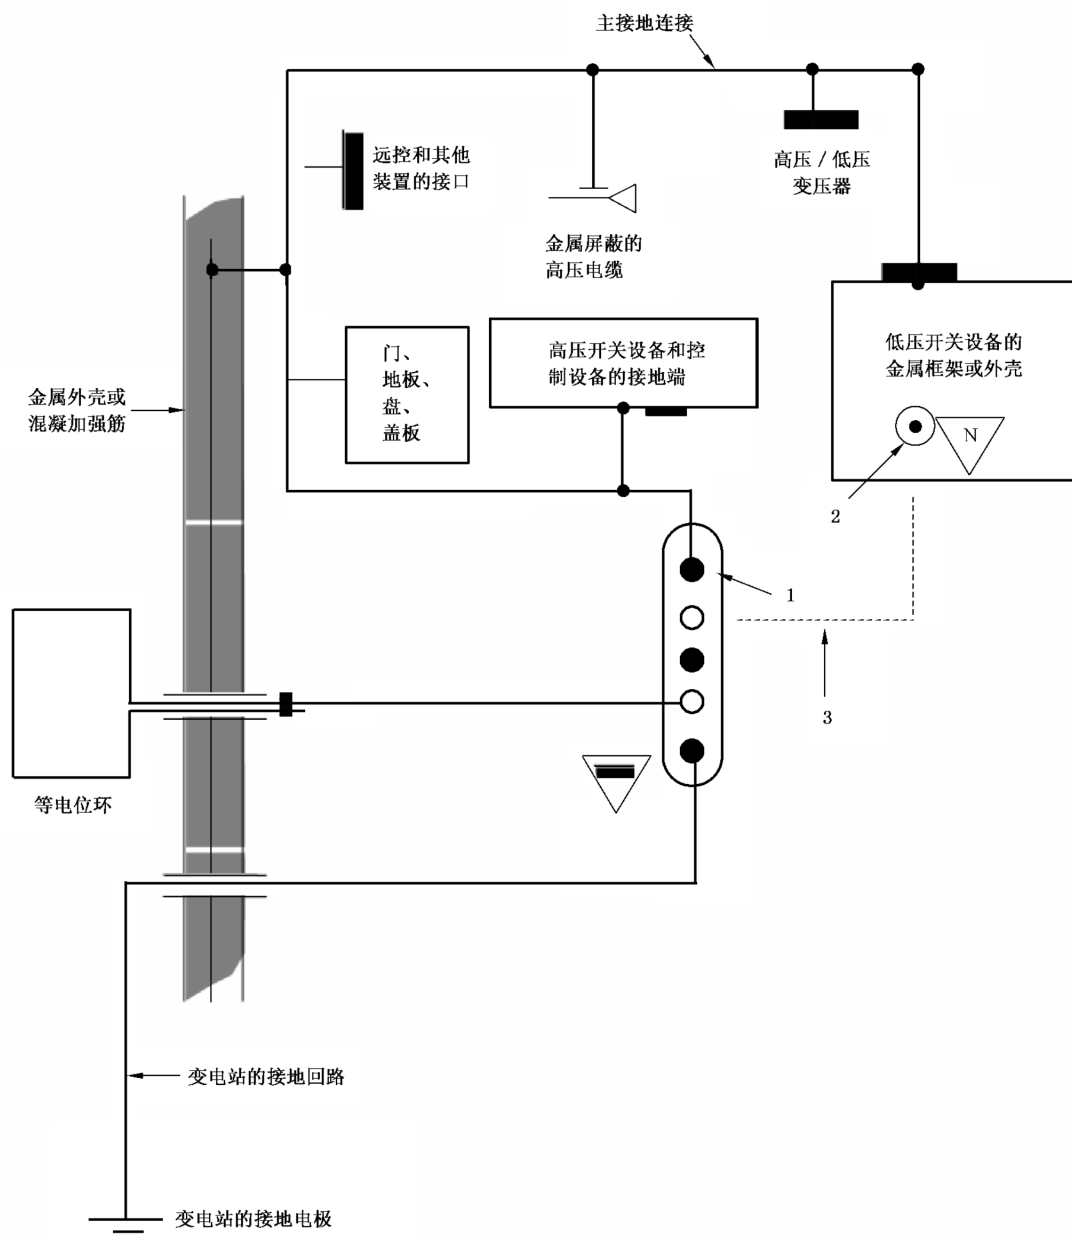 主接地连接
远控和其他
装置的接口
高压/低压
变压器
金属屏蔽的
高压电缆
门、
地板、
盘、
盖板
高压开关设备和控
制设备的接地端
低压开关设备的
金属框架或外壳
N
金属外壳或
混凝加强筋
2
1
3
等电位环
变电站的接地回路
变电站的接地电极